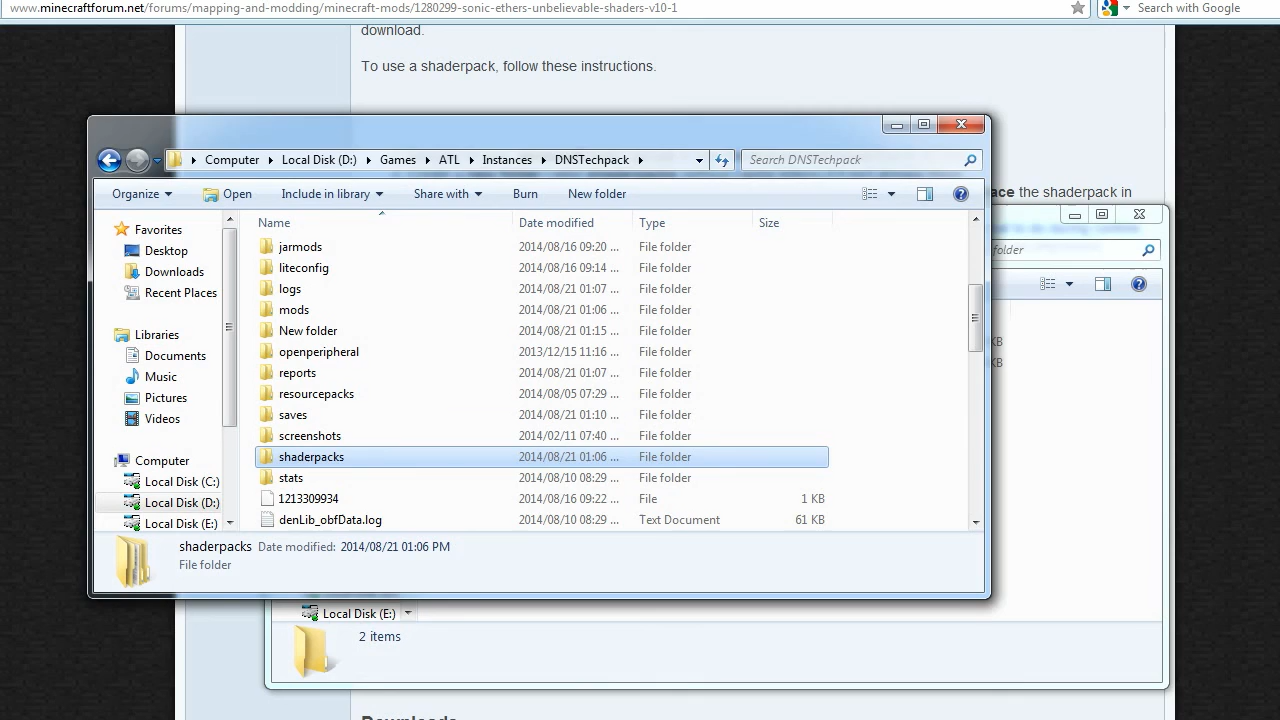 www.minecraftforum.net/forums/mapping-and-modding/minecraft-mods/1280299-sonic-ethers-unbelievable-shaders-v10-1
Search with Google
download.
To use a shaderpack, follow these instructions.
Computer Local Disk (D:) Games ATL Instances DNSTechpack
Search DNSTechpack
ace the shaderpack in
Organize Open Include in library Share with Burn New folder
older
Name Date modified Type Size
Favorites
Desktop
Downloads
Recent Places
Libraries
Documents
Music
Pictures
Videos
Computer
Local Disk (C:)
Local Disk (D:)
Local Disk (E:)
jarmods 2014/08/16 09:20 ... File folder
liteconfig 2014/08/16 09:14 ... File folder
logs 2014/08/21 01:07 ... File folder
mods 2014/08/21 01:06 ... File folder
New folder 2014/08/21 01:15 ... File folder
openperipheral 2013/12/15 11:16 ... File folder
reports 2014/08/21 01:07 ... File folder
resourcepacks 2014/08/05 07:29 ... File folder
saves 2014/08/21 01:10 ... File folder
screenshots 2014/02/11 07:40 ... File folder
shaderpacks 2014/08/21 01:06 ... File folder
stats 2014/08/10 08:29 ... File folder
1213309934 2014/08/16 09:22 ... File 1 KB
denLib_obfData.log 2014/08/10 08:29 ... Text Document 61 KB
KB
KB
shaderpacks Date modified: 2014/08/21 01:06 PM
File folder
Local Disk (E:)
2 items
Downloads